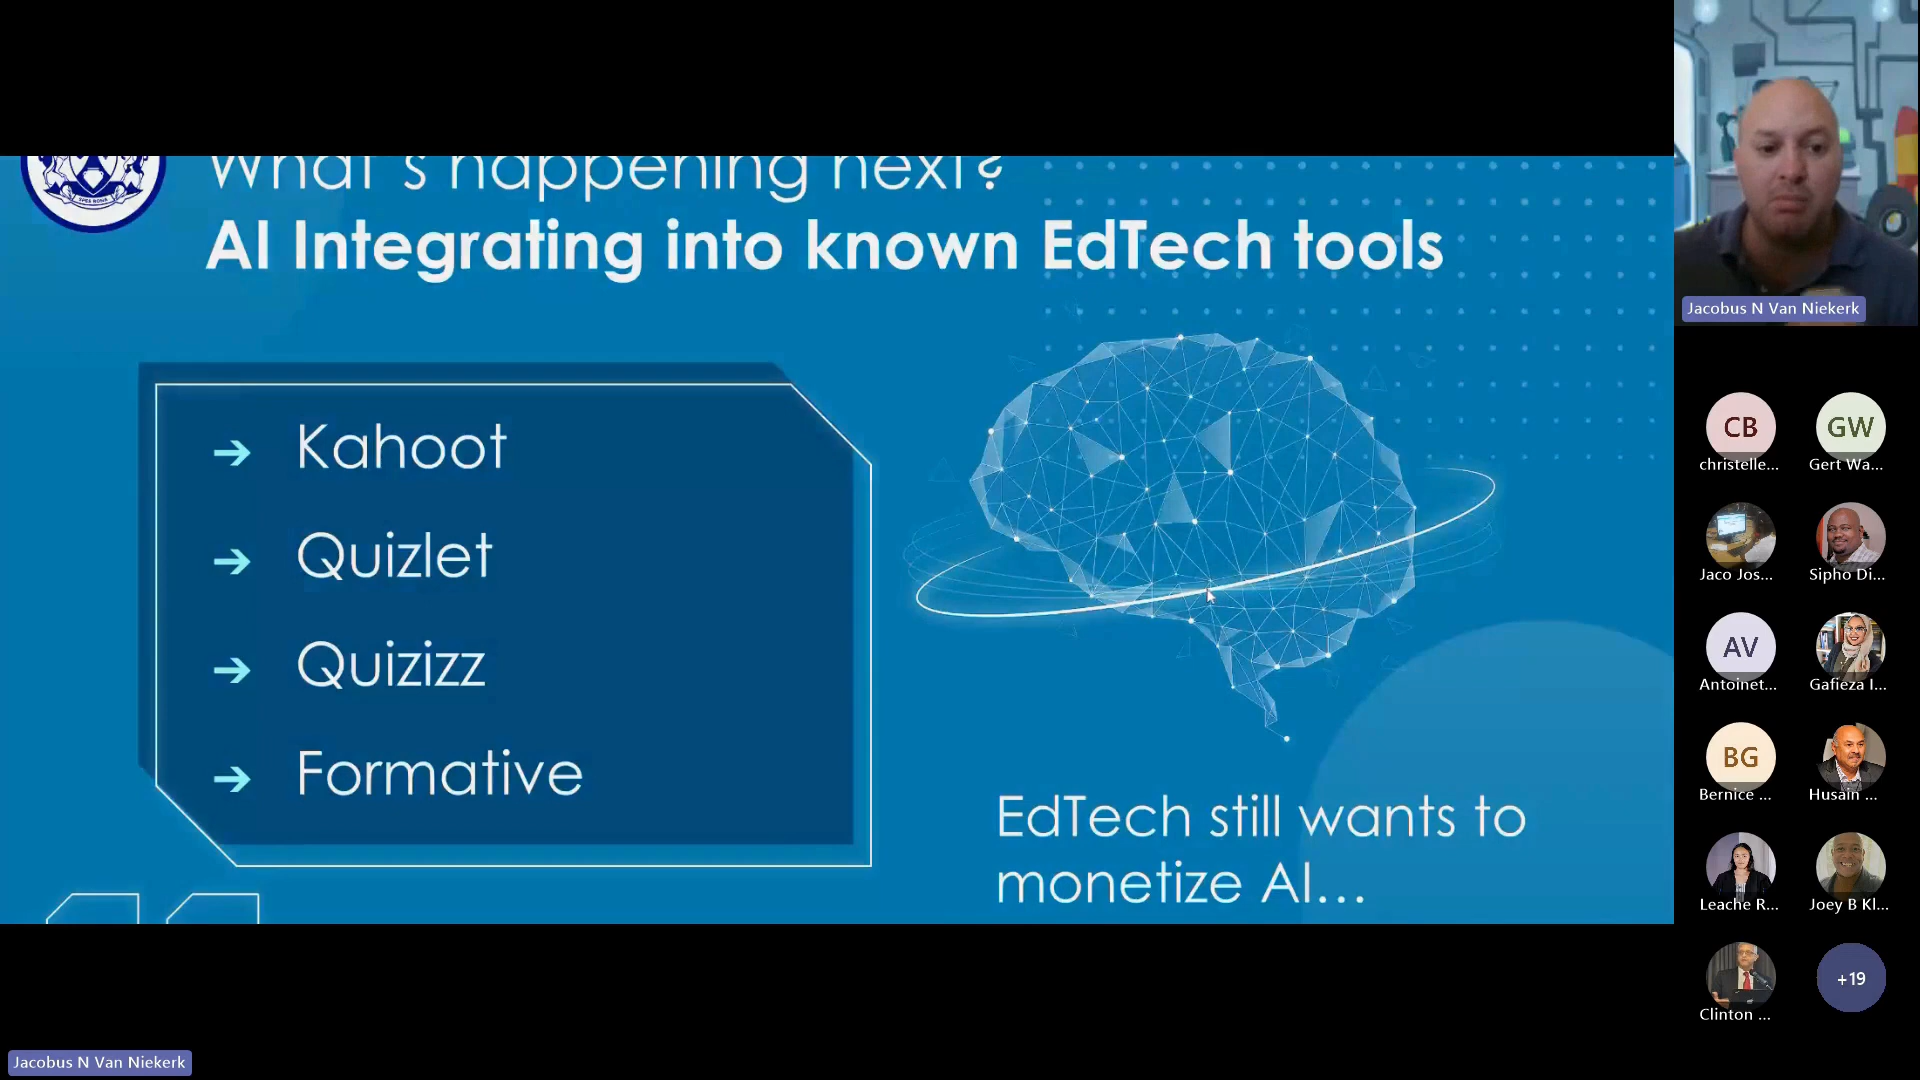 SPES BONA
What's happening next?
AI Integrating into known EdTech tools
→ Kahoot
→ Quizlet
→ Quizizz
→ Formative
EdTech still wants to
monetize AI...
Jacobus N Van Niekerk
CB
christelle...
GW
Gert Wa...
Jaco Jos...
Sipho Di...
AV
Antoinet...
Gafieza I...
BG
Bernice ...
Husain ...
Leache R...
Joey B Kl...
Clinton ...
+19
Jacobus N Van Niekerk